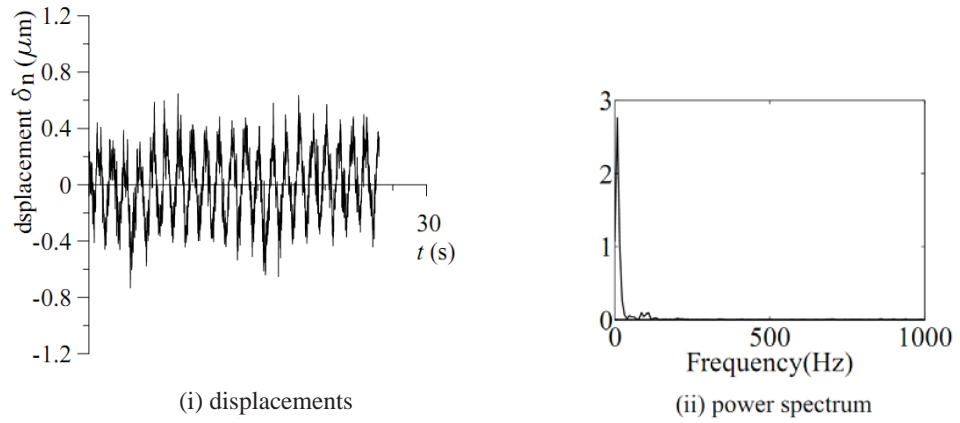 dsplacement δn (μm)
1.2
0.8
0.4
0
-0.4
-0.8
-1.2
30
t (s)
(i) displacements
3
2
1
0
0 500 1000
Frequency(Hz)
(ii) power spectrum